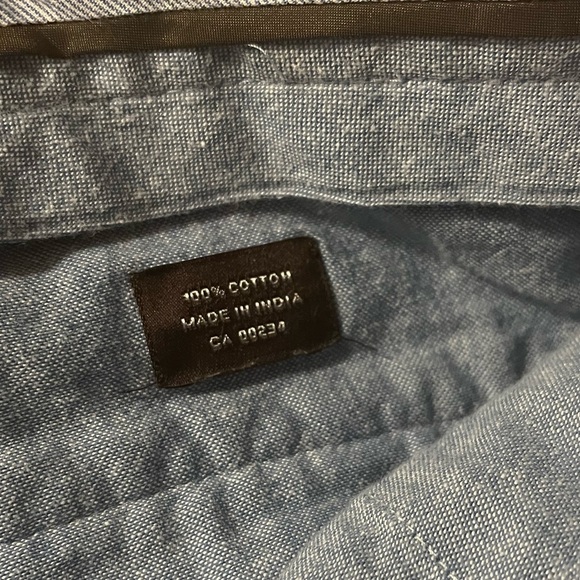 100% COTTON
MADE IN INDIA
CA 00234